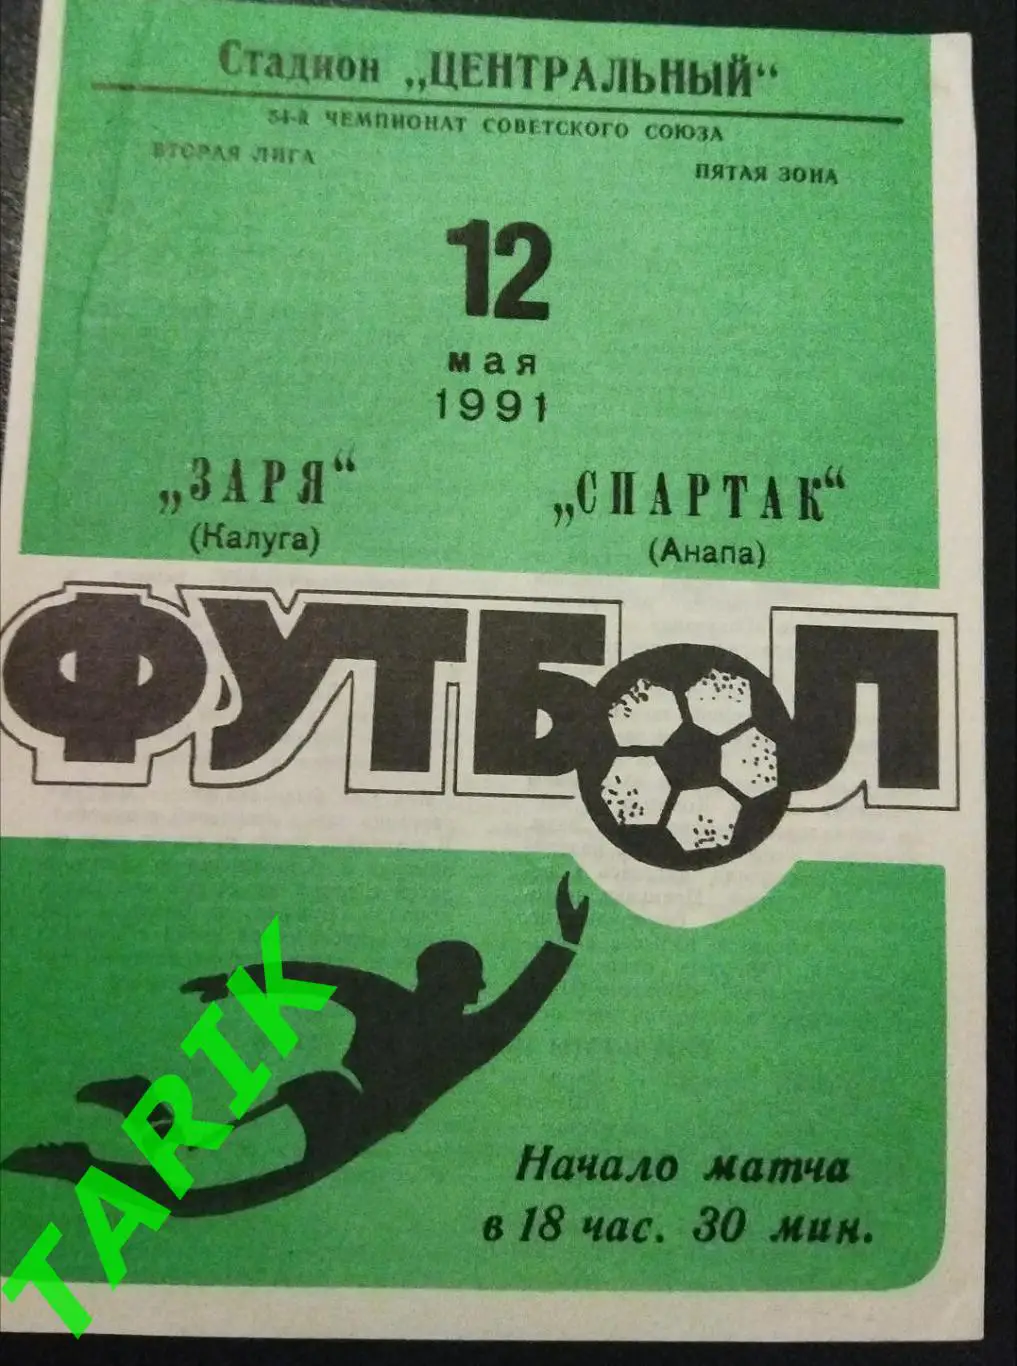 Стадион „ЦЕНТРАЛЬНЫЙ“
54-й ЧЕМПИОНАТ СОВЕТСКОГО СОЮЗА
ВТОРАЯ ЛИГА
ПЯТАЯ ЗОНА
12
мая
1991
„ЗАРЯ“
(Калуга)
„СПАРТАК“
(Анапа)
ФУТБОЛ
Начало матча
в 18 час. 30 мин.
TARIK